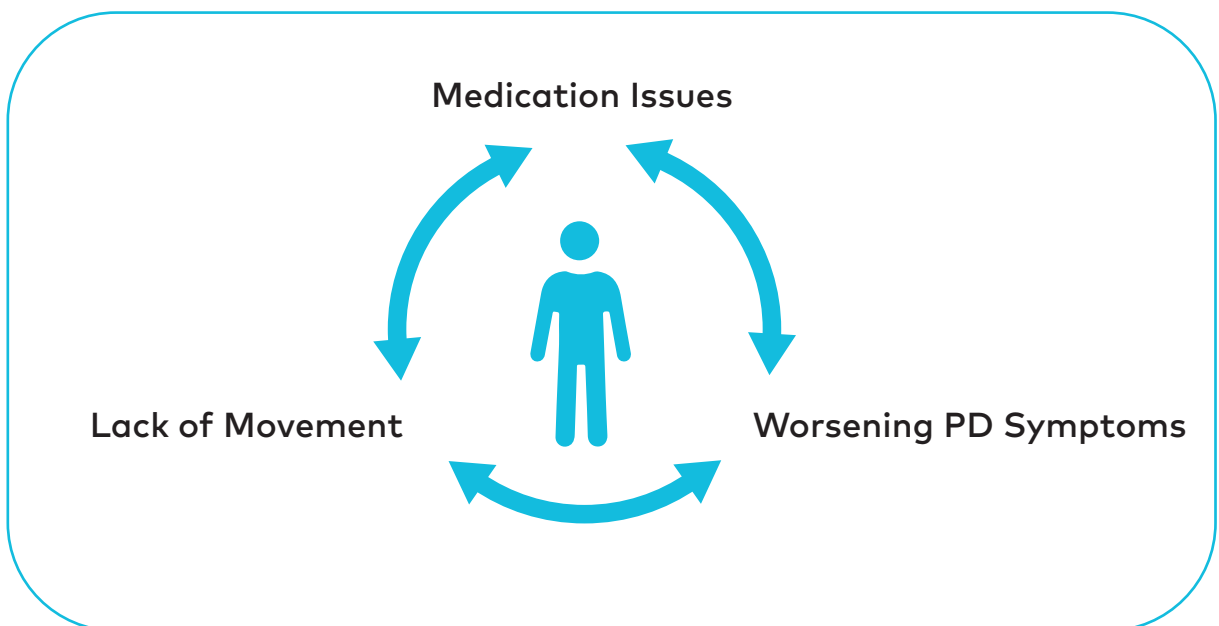 Medication Issues
Lack of Movement
Worsening PD Symptoms